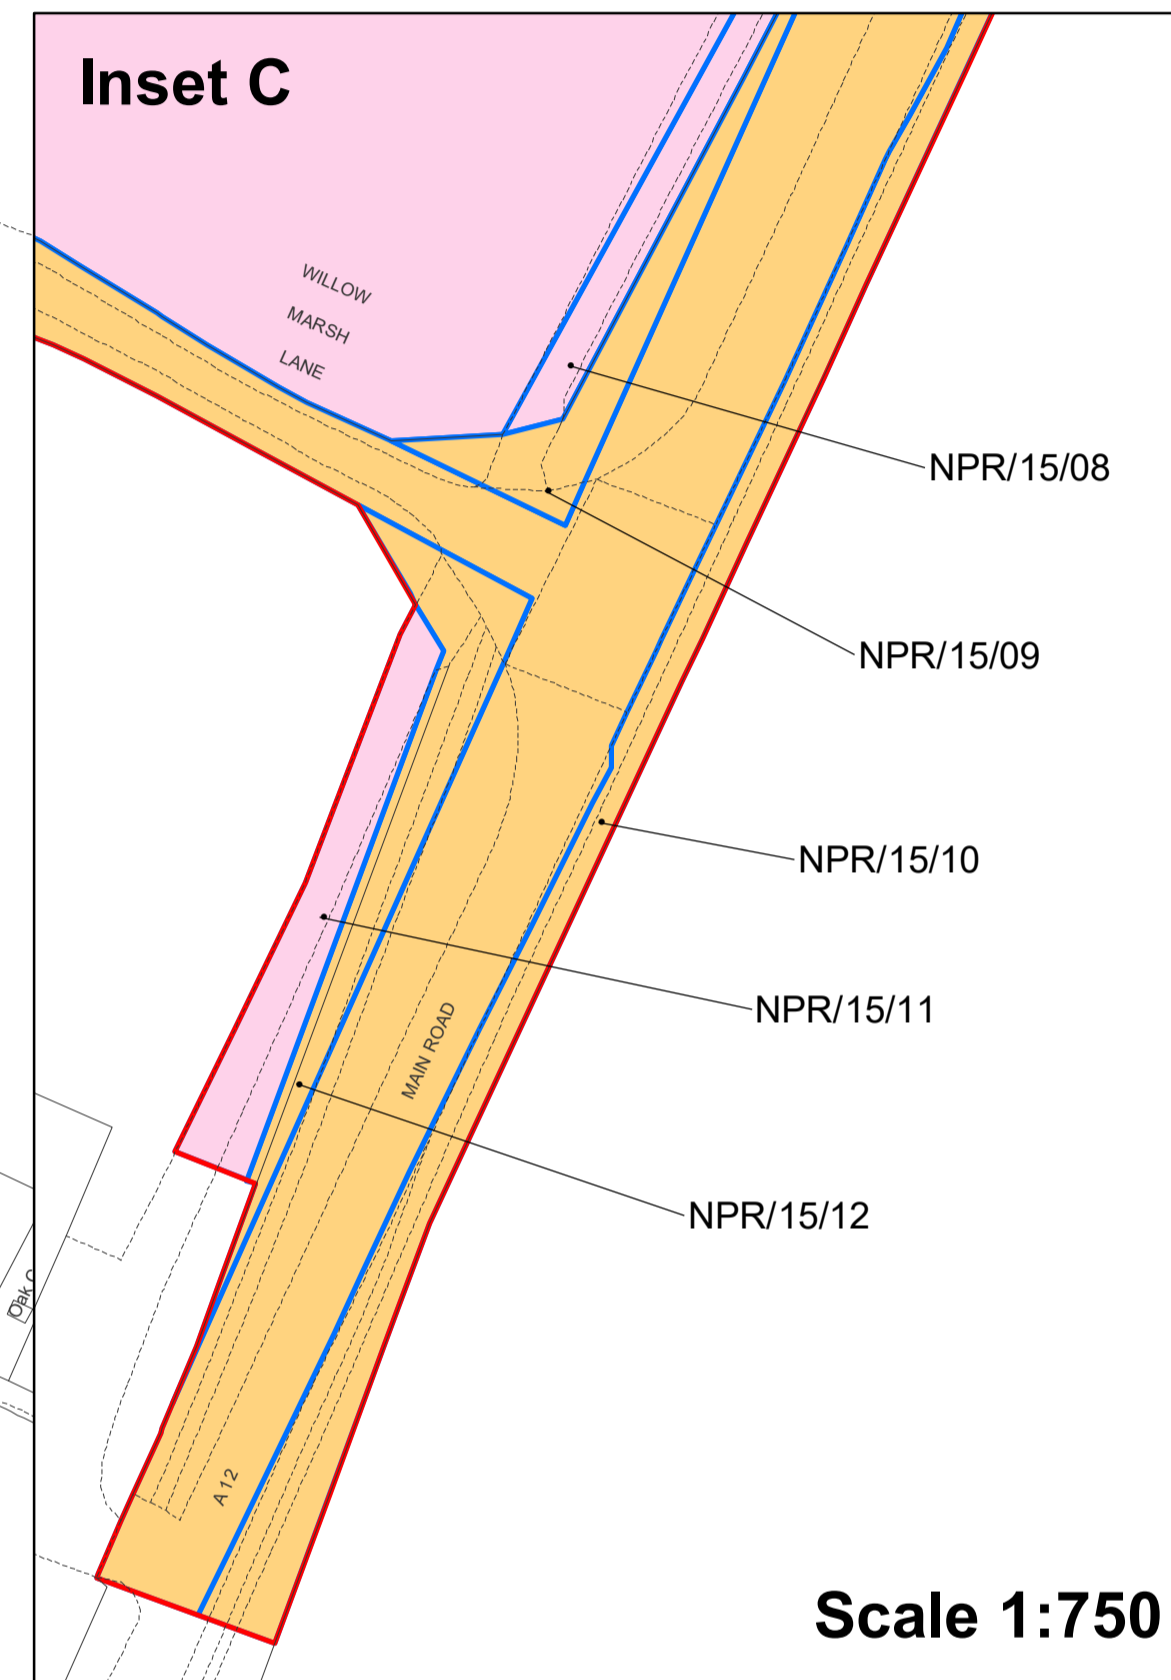 Inset C
WILLOW
MARSH
LANE
NPR/15/08
NPR/15/09
NPR/15/10
NPR/15/11
MAIN ROAD
NPR/15/12
Oak
A12
Scale 1:750